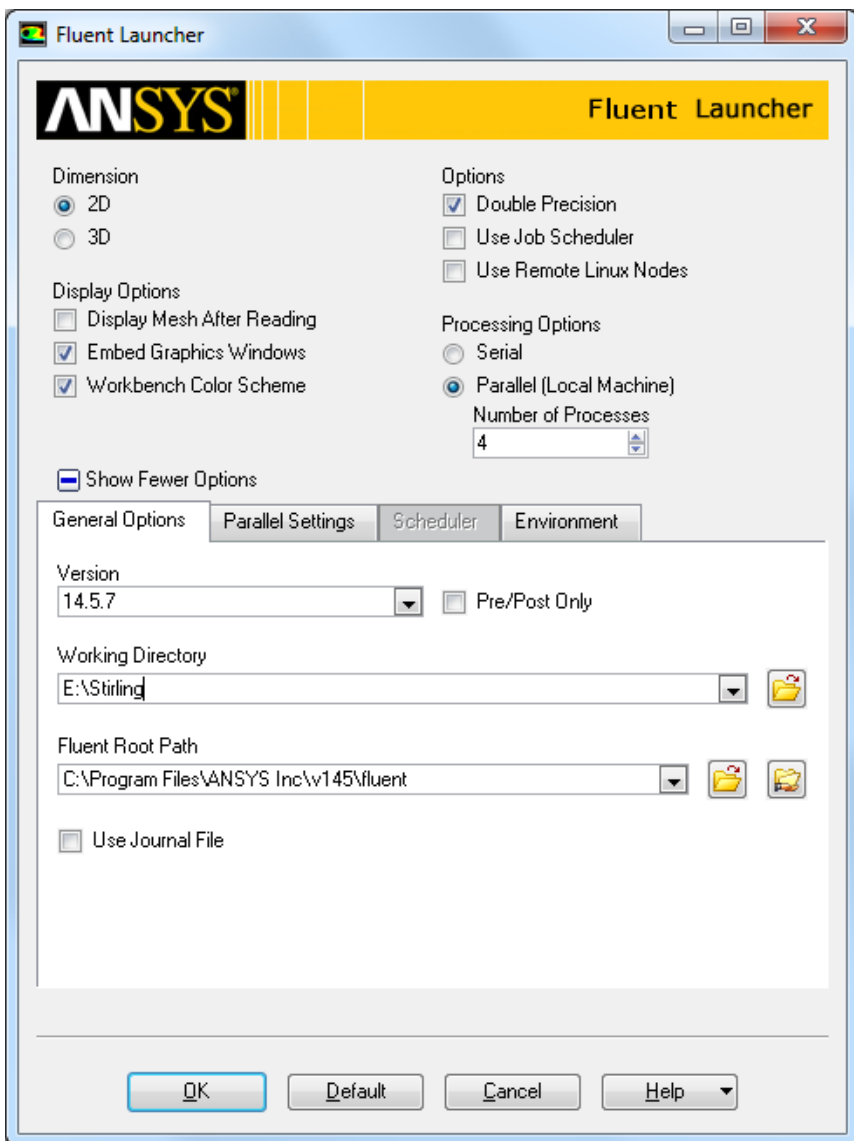 Fluent Launcher
ANSYS
Fluent Launcher
Dimension
2D
3D
Display Options
Display Mesh After Reading
Embed Graphics Windows
Workbench Color Scheme
Options
Double Precision
Use Job Scheduler
Use Remote Linux Nodes
Processing Options
Serial
Parallel (Local Machine)
Number of Processes
4
Show Fewer Options
General Options
Parallel Settings
Scheduler
Environment
Version
14.5.7
Pre/Post Only
Working Directory
E:\Stirling
Fluent Root Path
C:\Program Files\ANSYS Inc\v145\fluent
Use Journal File
OK
Default
Cancel
Help